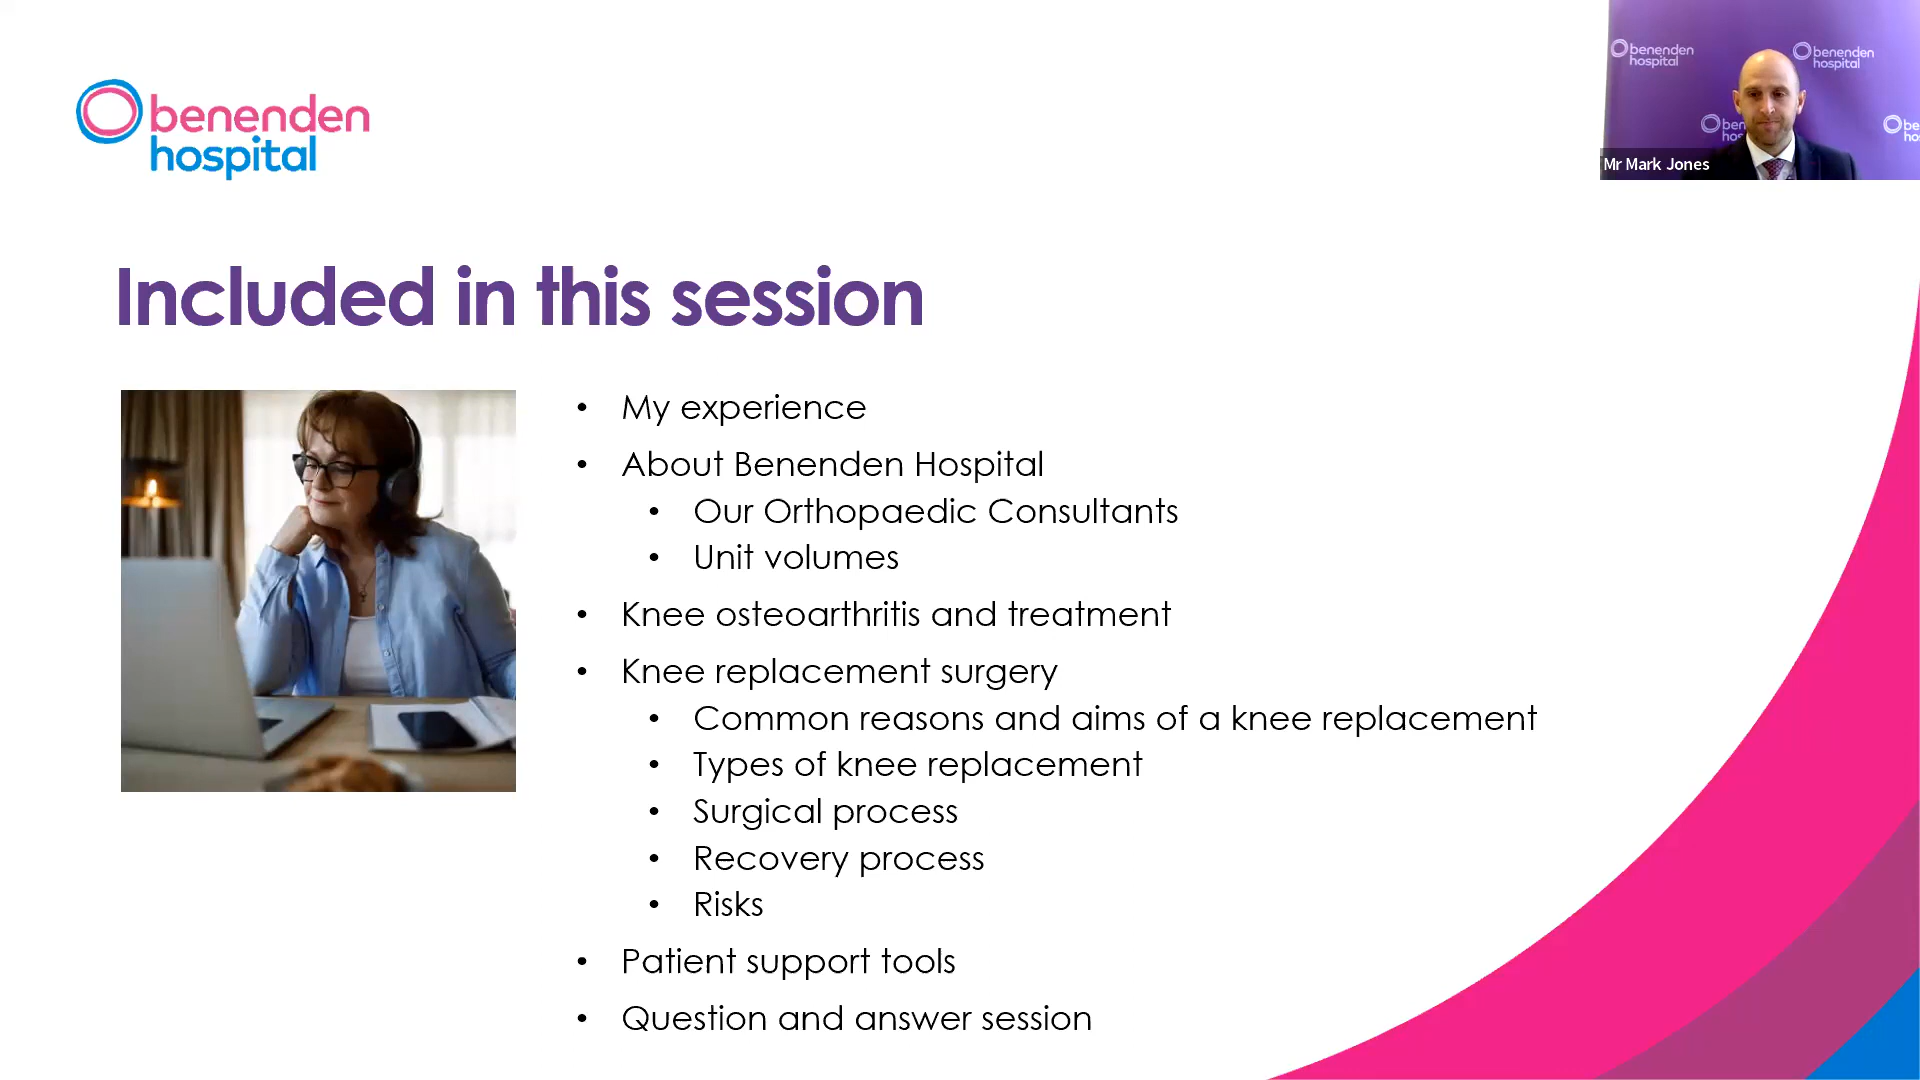 benenden
hospital
benenden
hospital
benenden
hospital
Mr Mark Jones
Included in this session
• My experience
• About Benenden Hospital
• Our Orthopaedic Consultants
• Unit volumes
• Knee osteoarthritis and treatment
• Knee replacement surgery
• Common reasons and aims of a knee replacement
• Types of knee replacement
• Surgical process
• Recovery process
• Risks
• Patient support tools
• Question and answer session